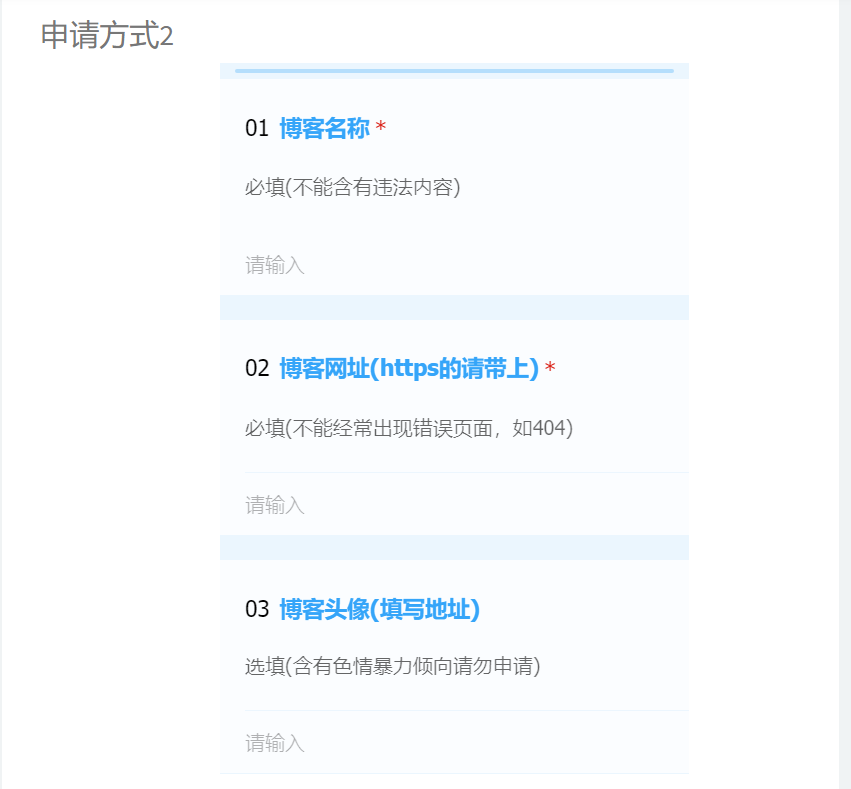 申请方式2
01 博客名称 *
必填(不能含有违法内容)
请输入
02 博客网址(https的请带上) *
必填(不能经常出现错误页面，如404)
请输入
03 博客头像(填写地址)
选填(含有色情暴力倾向请勿申请)
请输入